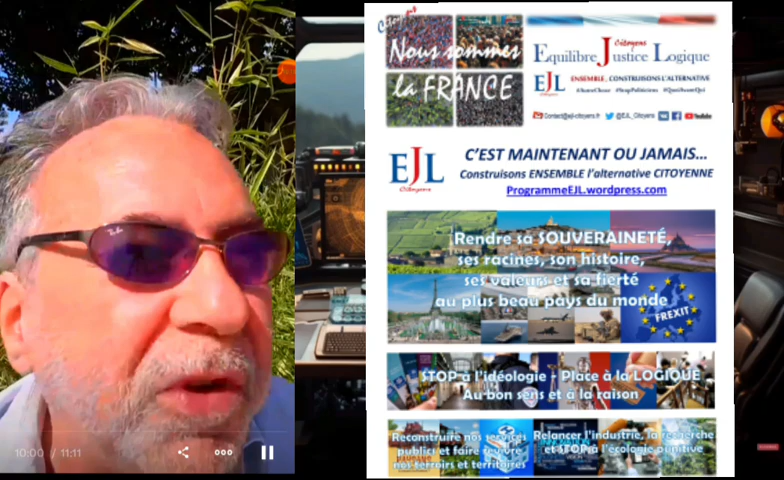 Citoyens
Nous sommes
la FRANCE
Citoyens
Equilibre Justice Logique
EJL
Citoyens
ENSEMBLE, CONSTRUISONS L'ALTERNATIVE
Contact@ejl-citoyens.fr @EJL_Citoyens YouTube
EJL
Citoyens
C'EST MAINTENANT OU JAMAIS...
Construisons ENSEMBLE l'alternative CITOYENNE
ProgrammeEJL.wordpress.com
Rendre sa SOUVERAINETÉ,
ses racines, son histoire,
ses valeurs et sa fierté
au plus beau pays du monde
FREXIT
STOP à l'idéologie : Place à la LOGIQUE
Au bon sens et à la raison
Reconstruire nos services
publics et faire revivre
nos terroirs et territoires
Relancer l'industrie, la recherche
et STOP à l'écologie punitive
Ray-Ban
10:00 / 11:11